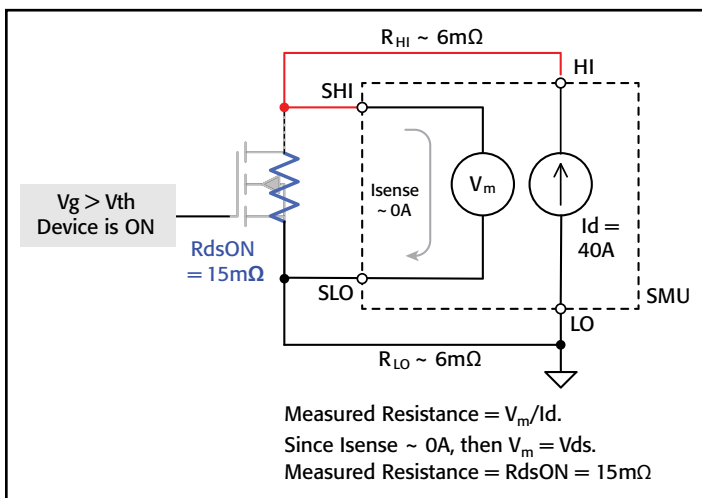 R_HI ~ 6mΩ
HI
SHI
Isense
~ 0A
V_m
Vg > Vth
Device is ON
Id =
40A
RdsON
= 15mΩ
SLO
SMU
LO
R_LO ~ 6mΩ
Measured Resistance = V_m/Id.
Since Isense ~ 0A, then V_m = Vds.
Measured Resistance = RdsON = 15mΩ